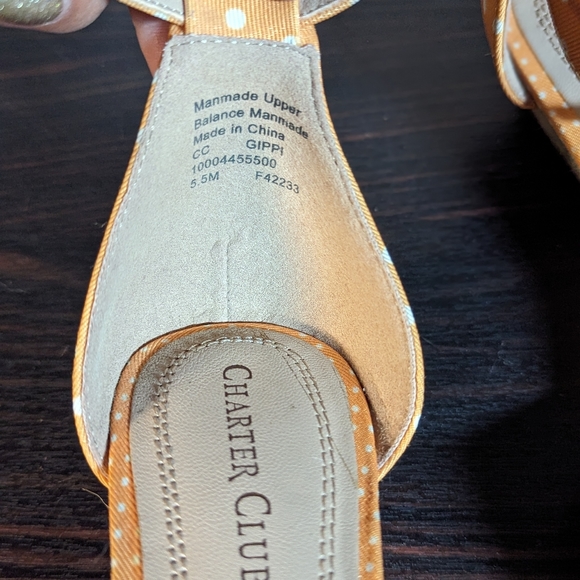 Manmade Upper
Balance Manmade
Made in China
CC GIPPI
10004455500
5.5M F42233
CHARTER CLUB